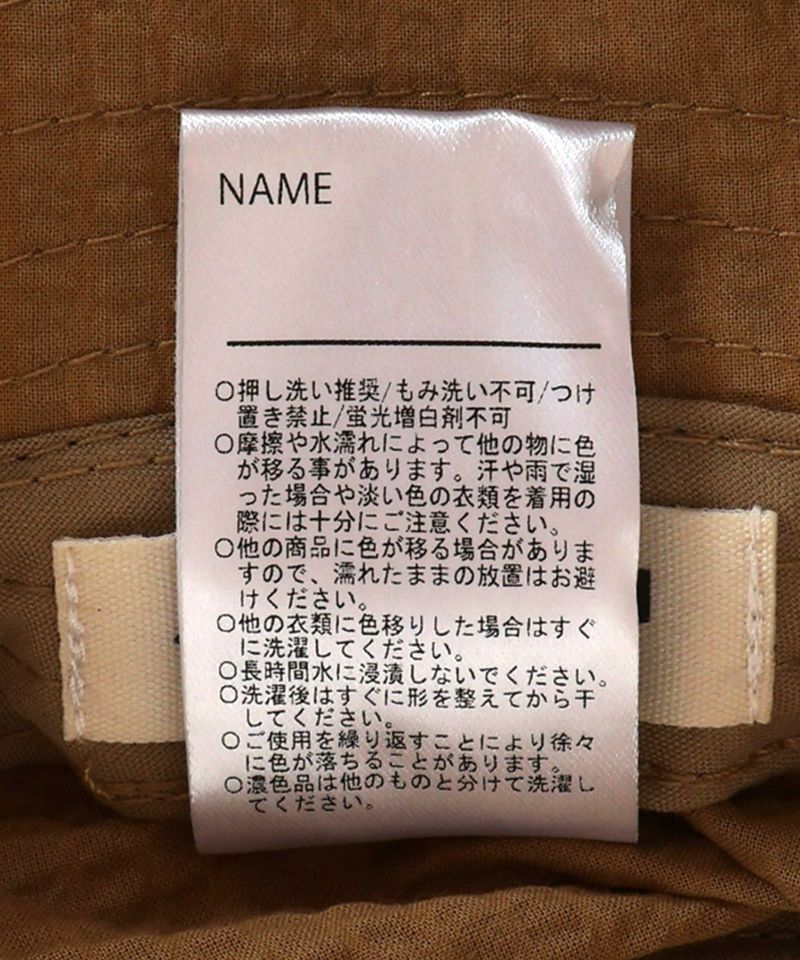 NAME
○押し洗い推奨/もみ洗い不可/つけ
置き禁止/蛍光増白剤不可
○摩擦や水濡れによって他の物に色
が移る事があります。汗や雨で湿
った場合や淡い色の衣類を着用の
際には十分にご注意ください。
○他の商品に色が移る場合がありま
すので、濡れたままの放置はお避
けください。
○他の衣類に色移りした場合はすぐ
に洗濯してください。
○長時間水に浸漬しないでください。
○洗濯後はすぐに形を整えてから干
してください。
○ご使用を繰り返すことにより徐々
に色が落ちることがあります。
○濃色品は他のものと分けて洗濯し
てください。